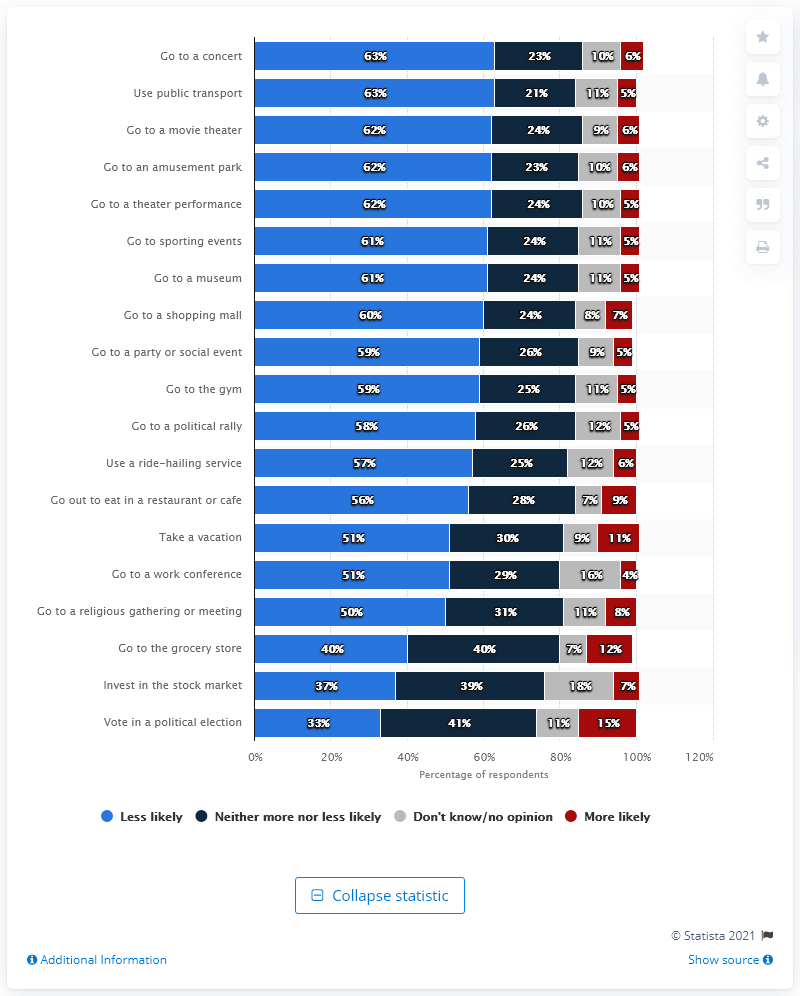 Go to a concert 63% 23% 10% 6%
Use public transport 63% 21% 11% 5%
Go to a movie theater 62% 24% 9% 6%
Go to an amusement park 62% 23% 10% 6%
Go to a theater performance 62% 24% 10% 5%
Go to sporting events 61% 24% 11% 5%
Go to a museum 61% 24% 11% 5%
Go to a shopping mall 60% 24% 8% 7%
Go to a party or social event 59% 26% 9% 5%
Go to the gym 59% 25% 11% 5%
Go to a political rally 58% 26% 12% 5%
Use a ride-hailing service 57% 25% 12% 6%
Go out to eat in a restaurant or cafe 56% 28% 7% 9%
Take a vacation 51% 30% 9% 11%
Go to a work conference 51% 29% 16% 4%
Go to a religious gathering or meeting 50% 31% 11% 8%
Go to the grocery store 40% 40% 7% 12%
Invest in the stock market 37% 39% 18% 7%
Vote in a political election 33% 41% 11% 15%
0% 20% 40% 60% 80% 100% 120%
Percentage of respondents
Less likely Neither more nor less likely Don't know/no opinion More likely
Collapse statistic
© Statista 2021
Additional Information Show source